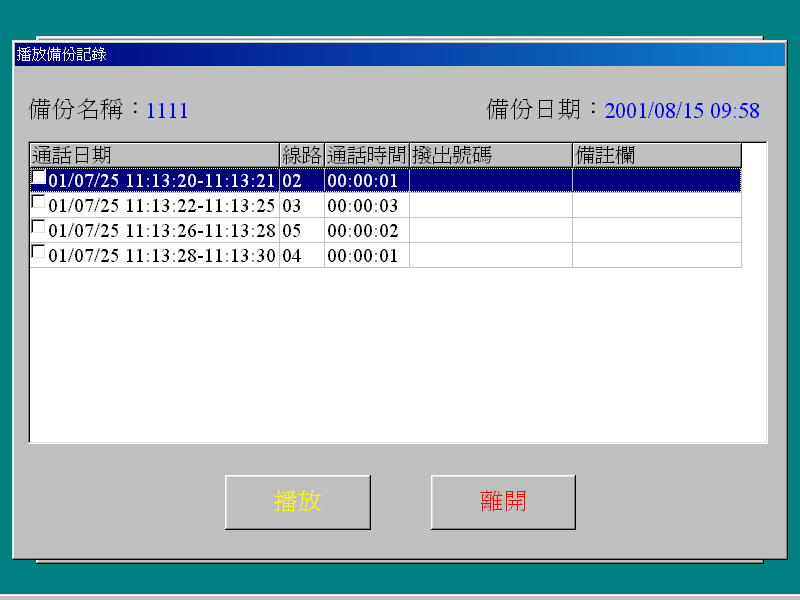 播放備份記錄
備份名稱：1111 備份日期：2001/08/15 09:58
通話日期 線路 通話時間 撥出號碼 備註欄
01/07/25 11:13:20-11:13:21 02 00:00:01
01/07/25 11:13:22-11:13:25 03 00:00:03
01/07/25 11:13:26-11:13:28 05 00:00:02
01/07/25 11:13:28-11:13:30 04 00:00:01
播放 離開